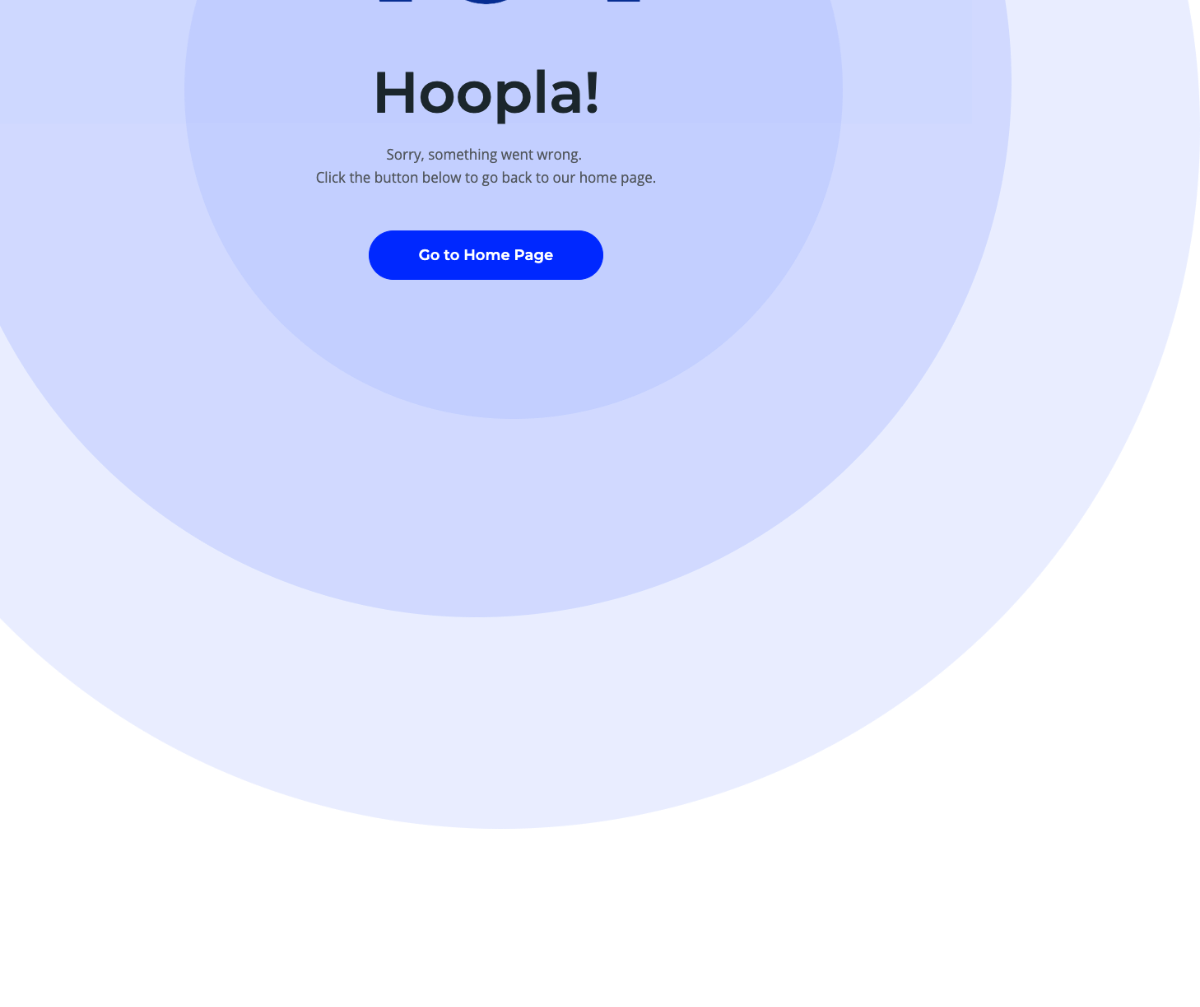 Hoopla!
Sorry, something went wrong.
Click the button below to go back to our home page.
Go to Home Page